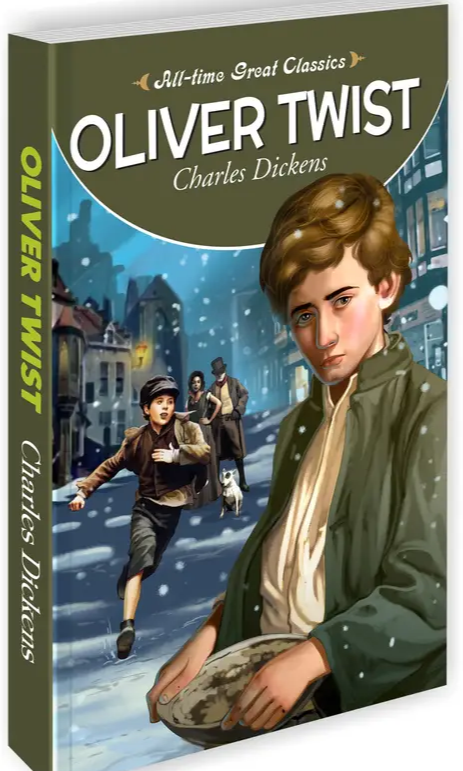 All-time Great Classics
OLIVER TWIST
Charles Dickens
OLIVER TWIST Charles Dickens